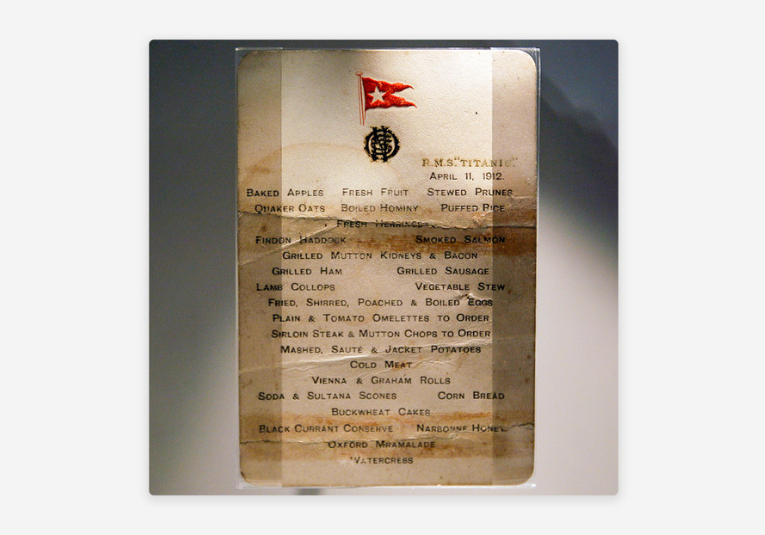 R.M.S. "TITANIC."
APRIL 11, 1912.
BAKED APPLES FRESH FRUIT STEWED PRUNES
QUAKER OATS BOILED HOMINY PUFFED RICE
FRESH HERRINGS
FINDON HADDOCK SMOKED SALMON
GRILLED MUTTON KIDNEYS & BACON
GRILLED HAM GRILLED SAUSAGE
LAMB COLLOPS VEGETABLE STEW
FRIED, SHIRRED, POACHED & BOILED EGGS
PLAIN & TOMATO OMELETTES TO ORDER
SIRLOIN STEAK & MUTTON CHOPS TO ORDER
MASHED, SAUTÉ & JACKET POTATOES
COLD MEAT
VIENNA & GRAHAM ROLLS
SODA & SULTANA SCONES CORN BREAD
BUCKWHEAT CAKES
BLACK CURRANT CONSERVE NARBONNE HONEY
OXFORD MRAMALADE
WATERCRESS